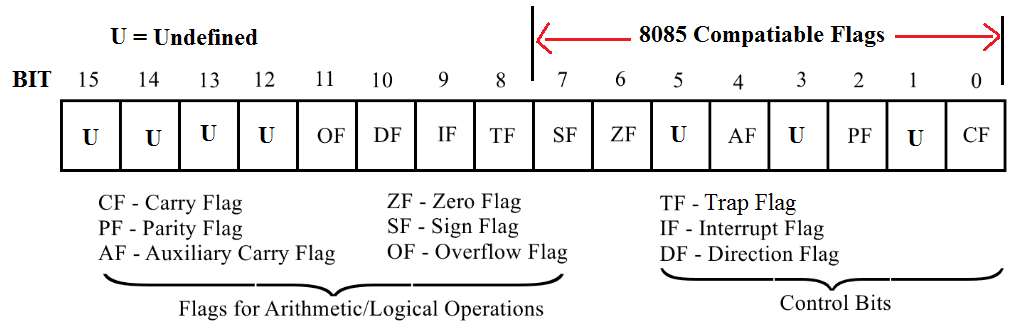 U = Undefined
8085 Compatiable Flags
BIT 15 14 13 12 11 10 9 8 7 6 5 4 3 2 1 0
U U U U OF DF IF TF SF ZF U AF U PF U CF
CF - Carry Flag
PF - Parity Flag
AF - Auxiliary Carry Flag
ZF - Zero Flag
SF - Sign Flag
OF - Overflow Flag
TF - Trap Flag
IF - Interrupt Flag
DF - Direction Flag
Flags for Arithmetic/Logical Operations
Control Bits